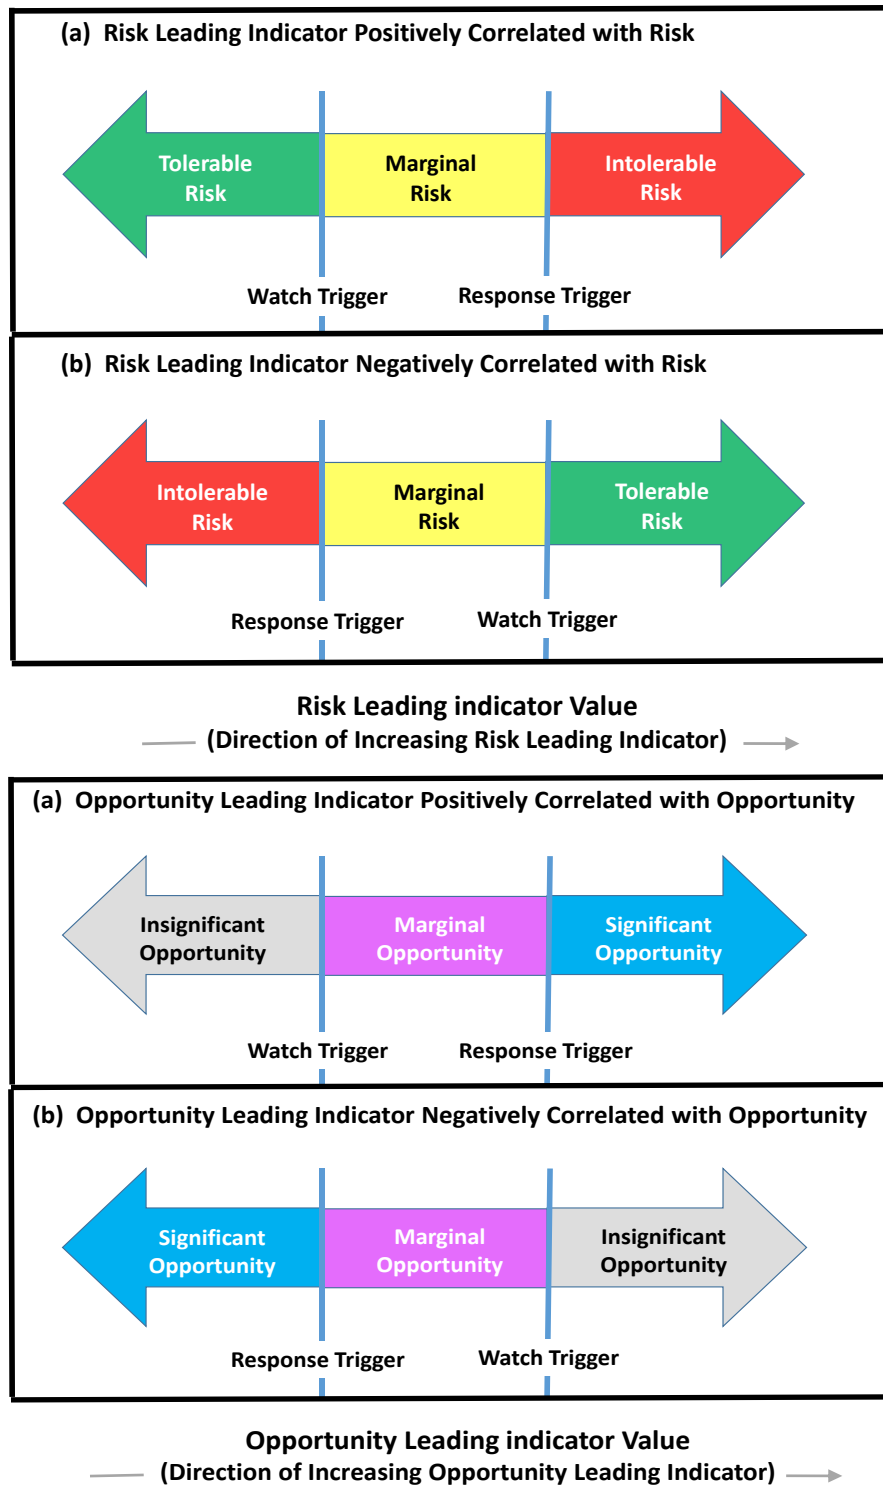 (a) Risk Leading Indicator Positively Correlated with Risk
Tolerable
Risk
Marginal
Risk
Intolerable
Risk
Watch Trigger
Response Trigger
(b) Risk Leading Indicator Negatively Correlated with Risk
Intolerable
Risk
Marginal
Risk
Tolerable
Risk
Response Trigger
Watch Trigger
Risk Leading indicator Value
(Direction of Increasing Risk Leading Indicator)
(a) Opportunity Leading Indicator Positively Correlated with Opportunity
Insignificant
Opportunity
Marginal
Opportunity
Significant
Opportunity
Watch Trigger
Response Trigger
(b) Opportunity Leading Indicator Negatively Correlated with Opportunity
Significant
Opportunity
Marginal
Opportunity
Insignificant
Opportunity
Response Trigger
Watch Trigger
Opportunity Leading indicator Value
(Direction of Increasing Opportunity Leading Indicator)